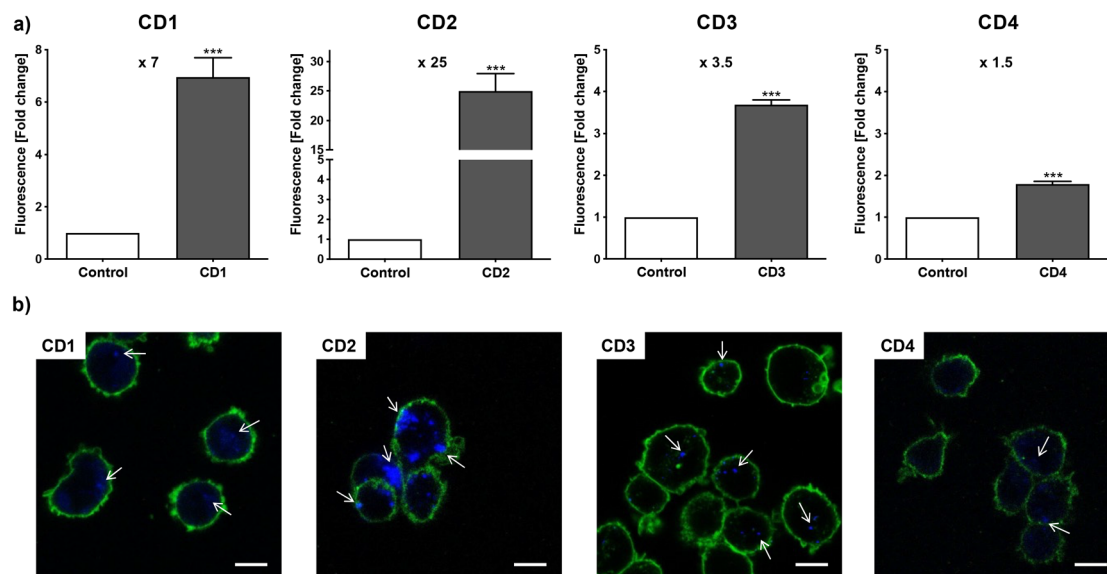 a)
CD1
Fluorescence [Fold change]
8
6
4
2
0
x 7
***
Control
CD1
CD2
Fluorescence [Fold change]
30
25
20
15
5
4
3
2
1
0
x 25
***
Control
CD2
CD3
Fluorescence [Fold change]
5
4
3
2
1
0
x 3.5
***
Control
CD3
CD4
Fluorescence [Fold change]
5
4
3
2
1
0
x 1.5
***
Control
CD4
b)
CD1
CD2
CD3
CD4